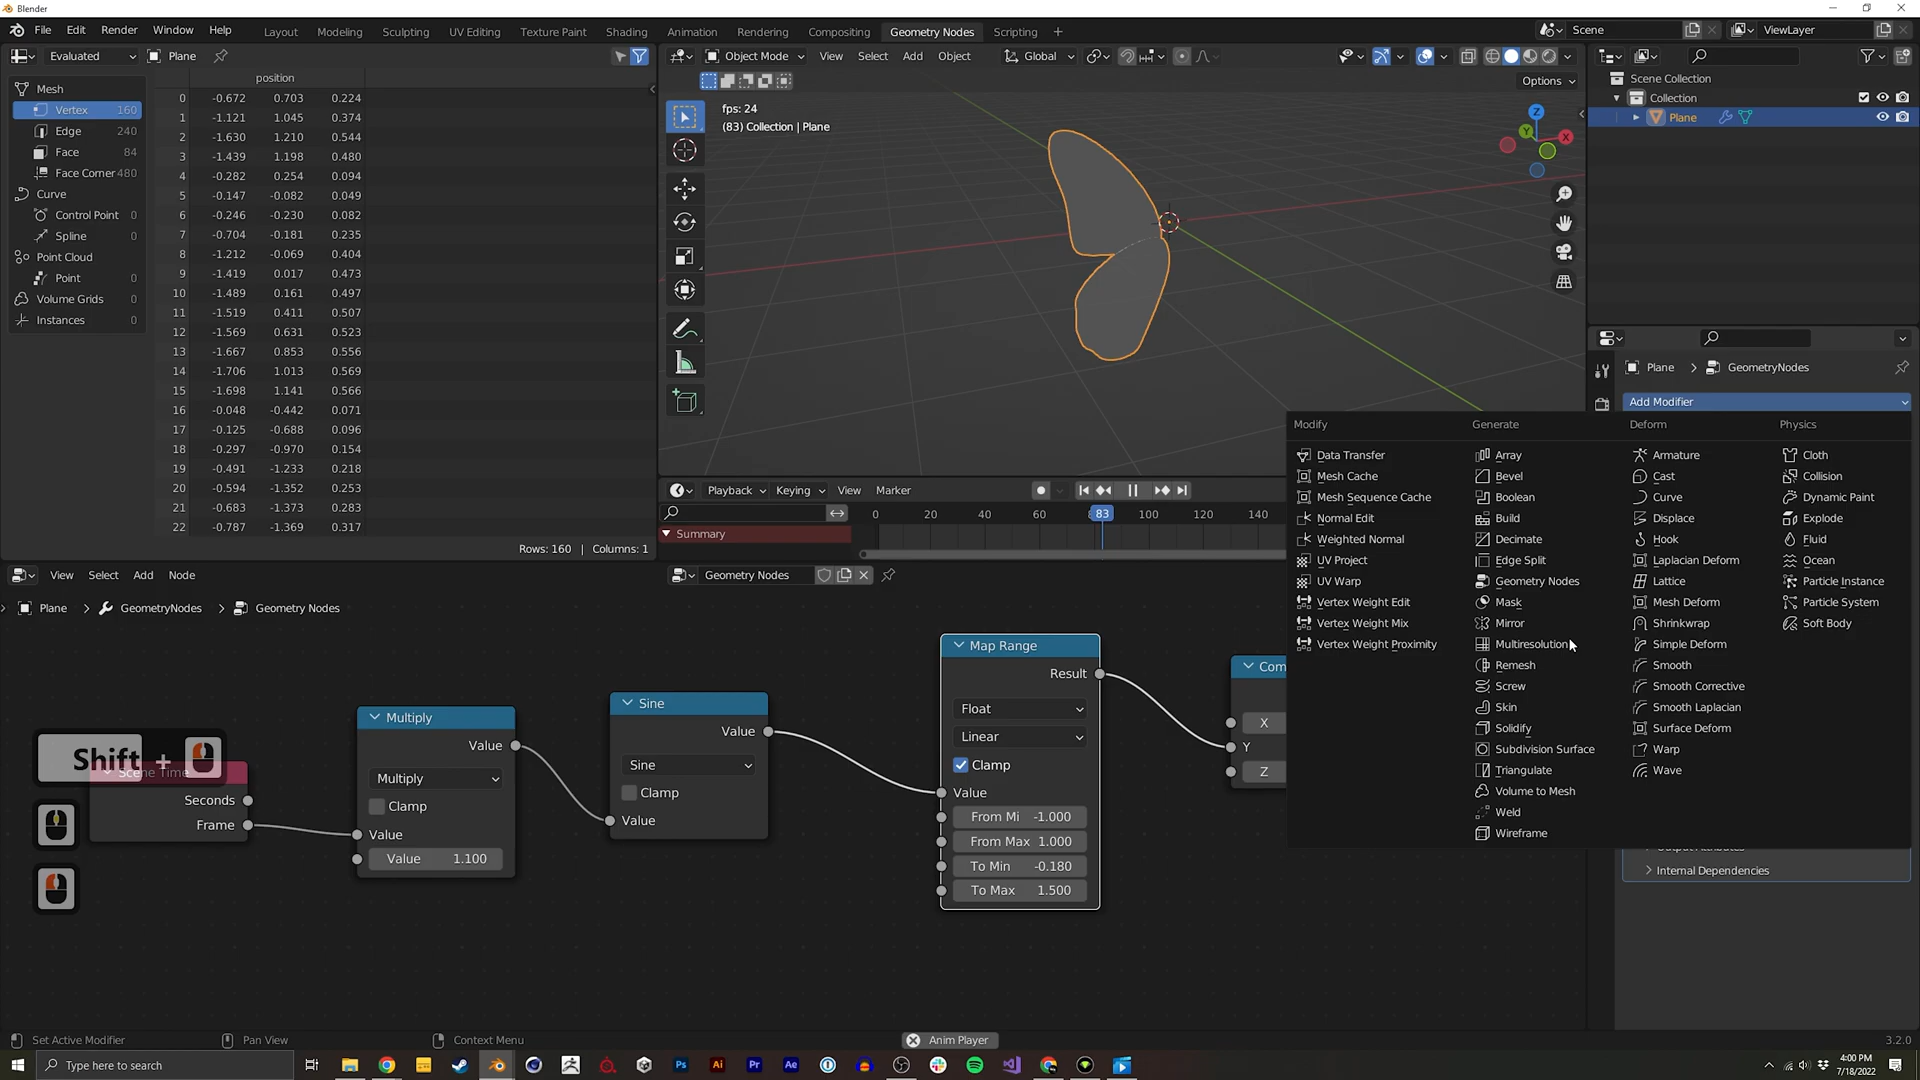 Blender
File Edit Render Window Help
Layout Modeling Sculpting UV Editing Texture Paint Shading Animation Rendering Compositing Geometry Nodes Scripting +
Scene ViewLayer
Evaluated Plane
Object Mode View Select Add Object Global
Options
position
Mesh
Vertex 160
Edge 240
Face 84
Face Corner 480
Curve
Control Point 0
Spline 0
Point Cloud
Point 0
Volume Grids 0
Instances 0
0 -0.672 0.703 0.224
1 -1.121 1.045 0.374
2 -1.630 1.210 0.544
3 -1.439 1.198 0.480
4 -0.282 0.254 0.094
5 -0.147 -0.082 0.049
6 -0.246 -0.230 0.082
7 -0.704 -0.181 0.235
8 -1.212 -0.069 0.404
9 -1.419 0.017 0.473
10 -1.489 0.161 0.497
11 -1.519 0.411 0.507
12 -1.569 0.631 0.523
13 -1.667 0.853 0.556
14 -1.706 1.013 0.569
15 -1.698 1.141 0.566
16 -0.048 -0.442 0.071
17 -0.125 -0.688 0.096
18 -0.297 -0.970 0.154
19 -0.491 -1.233 0.218
20 -0.594 -1.352 0.253
21 -0.683 -1.373 0.283
22 -0.787 -1.369 0.317
Rows: 160 | Columns: 1
fps: 24
(83) Collection | Plane
Z
Y
X
Scene Collection
Collection
Plane
Plane GeometryNodes
Add Modifier
Modify
Data Transfer
Mesh Cache
Mesh Sequence Cache
Normal Edit
Weighted Normal
UV Project
UV Warp
Vertex Weight Edit
Vertex Weight Mix
Vertex Weight Proximity
Generate
Array
Bevel
Boolean
Build
Decimate
Edge Split
Geometry Nodes
Mask
Mirror
Multiresolution
Remesh
Screw
Skin
Solidify
Subdivision Surface
Triangulate
Volume to Mesh
Weld
Wireframe
Deform
Armature
Cast
Curve
Displace
Hook
Laplacian Deform
Lattice
Mesh Deform
Shrinkwrap
Simple Deform
Smooth
Smooth Corrective
Smooth Laplacian
Surface Deform
Warp
Wave
Physics
Cloth
Collision
Dynamic Paint
Explode
Fluid
Ocean
Particle Instance
Particle System
Soft Body
Internal Dependencies
Playback Keying View Marker
0 20 40 60 83 100 120 140
Summary
View Select Add Node
Geometry Nodes
Plane GeometryNodes Geometry Nodes
Shift +
Scene Time
Seconds
Frame
Multiply
Value
Multiply
Clamp
Value
Value 1.100
Sine
Value
Sine
Clamp
Value
Map Range
Result
Float
Linear
Clamp
Value
From Mi -1.000
From Max 1.000
To Min -0.180
To Max 1.500
Com
X
Y
Z
Set Active Modifier Pan View Context Menu Anim Player 3.2.0
Type here to search
Ps Ai Pr Ae
4:00 PM
7/18/2022